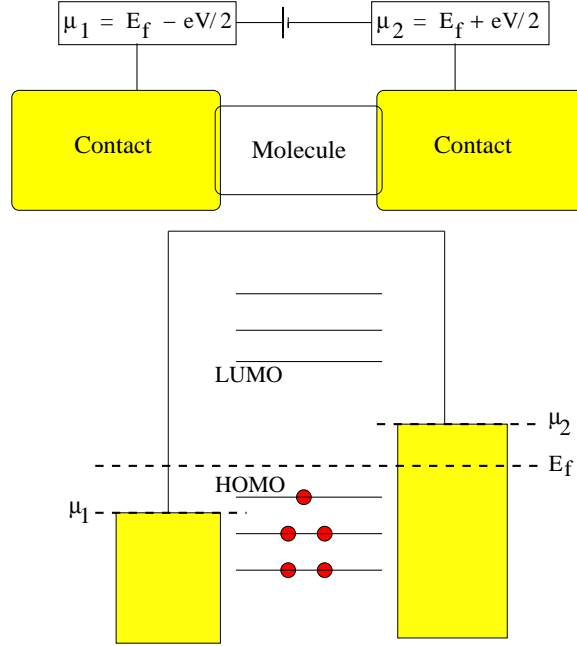 μ1 = Ef − eV/2
μ2 = Ef + eV/2
Contact
Molecule
Contact
LUMO
μ2
Ef
HOMO
μ1